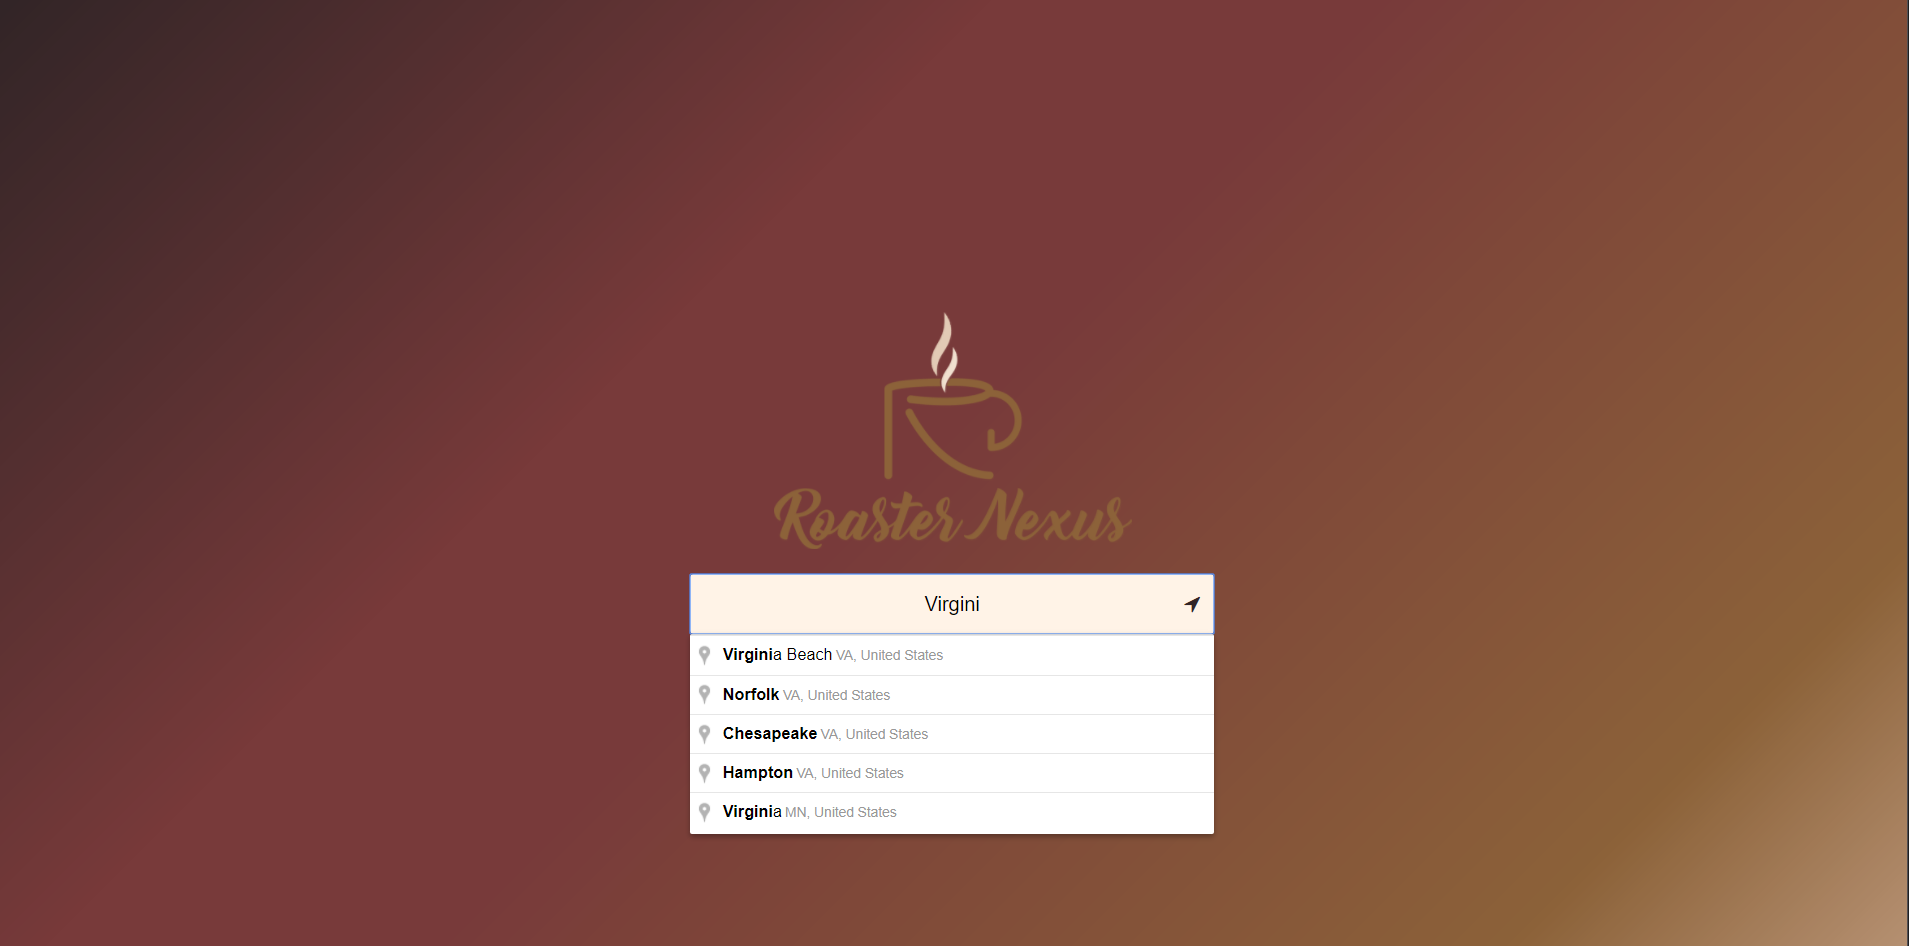 Roaster Nexus
Virgini
Virginia Beach VA, United States
Norfolk VA, United States
Chesapeake VA, United States
Hampton VA, United States
Virginia MN, United States